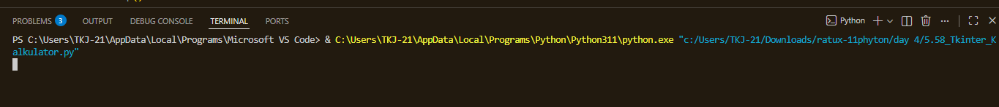 PROBLEMS 3 OUTPUT DEBUG CONSOLE TERMINAL PORTS Python
PS C:\Users\TKJ-21\AppData\Local\Programs\Microsoft VS Code> & C:\Users\TKJ-21\AppData\Local\Programs\Python\Python311\python.exe "c:/Users/TKJ-21/Downloads/ratux-11phyton/day 4/5.58_Tkinter_K
alkulator.py"